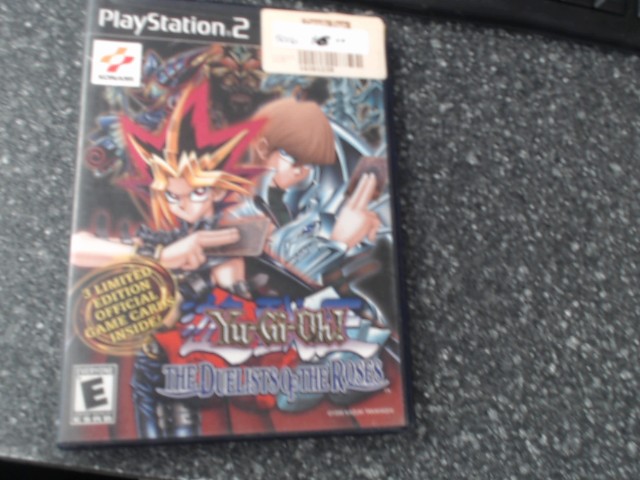 PlayStation 2
KONAMI
3 LIMITED
EDITION
OFFICIAL
GAME CARDS
INSIDE!
Yu-Gi-Oh!
THE DUELISTS OF THE ROSES
E